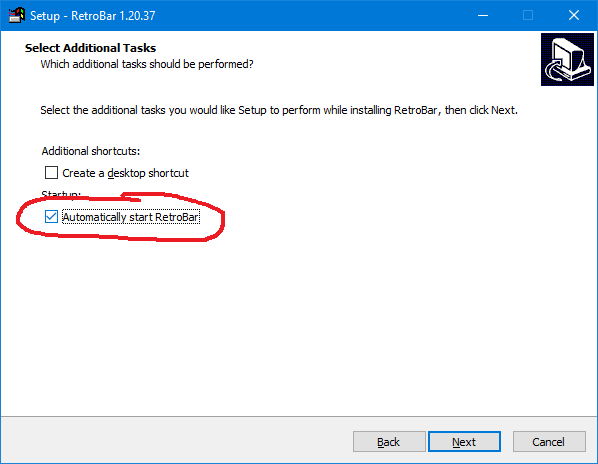 Setup - RetroBar 1.20.37
Select Additional Tasks
Which additional tasks should be performed?
Select the additional tasks you would like Setup to perform while installing RetroBar, then click Next.
Additional shortcuts:
Create a desktop shortcut
Startup:
Automatically start RetroBar
Back Next Cancel